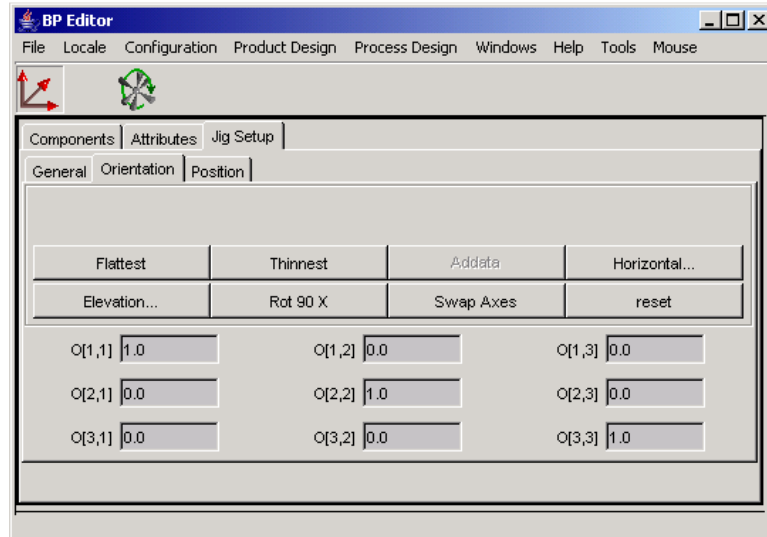 BP Editor
File Locale Configuration Product Design Process Design Windows Help Tools Mouse
Components Attributes Jig Setup
General Orientation Position
Flattest Thinnest Addata Horizontal...
Elevation... Rot 90 X Swap Axes reset
O[1,1] 1.0 O[1,2] 0.0 O[1,3] 0.0
O[2,1] 0.0 O[2,2] 1.0 O[2,3] 0.0
O[3,1] 0.0 O[3,2] 0.0 O[3,3] 1.0